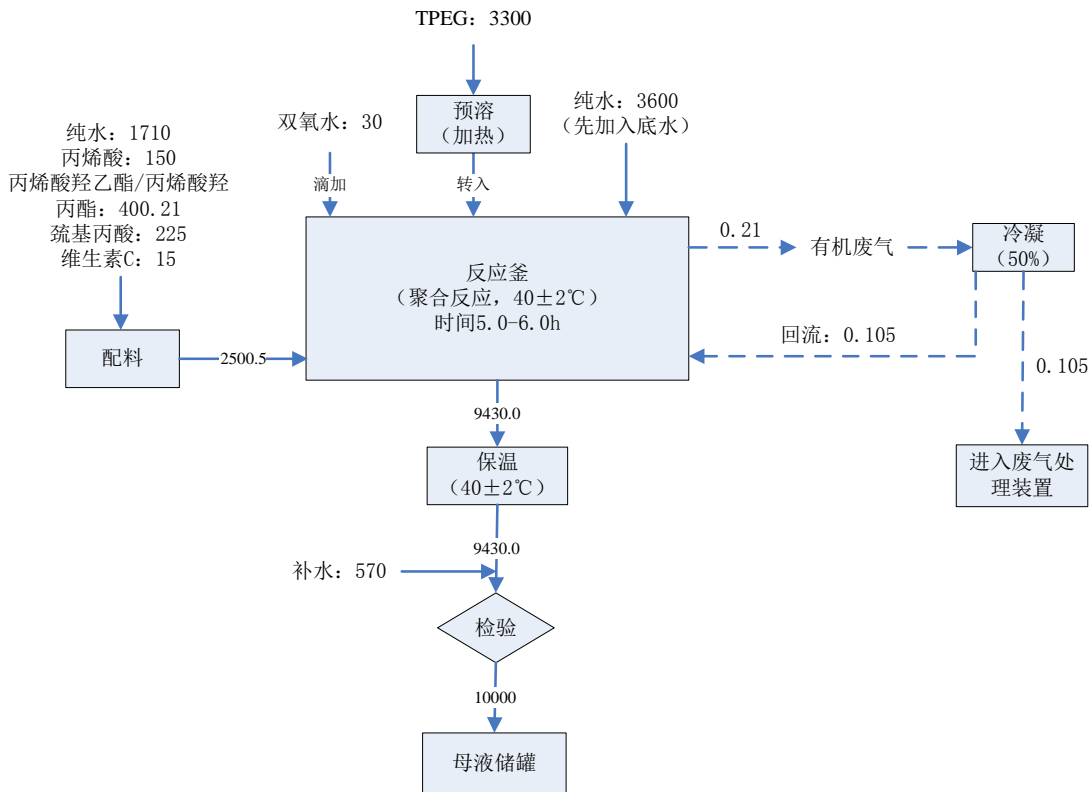 TPEG：3300
预溶
（加热）
双氧水：30
纯水：3600
（先加入底水）
滴加
转入
纯水：1710
丙烯酸：150
丙烯酸羟乙酯/丙烯酸羟
丙酯：400.21
巯基丙酸：225
维生素C：15
配料
2500.5
反应釜
（聚合反应，40±2℃）
时间5.0-6.0h
0.21
有机废气
冷凝
（50%）
回流：0.105
0.105
进入废气处
理装置
9430.0
保温
（40±2℃）
9430.0
补水：570
检验
10000
母液储罐